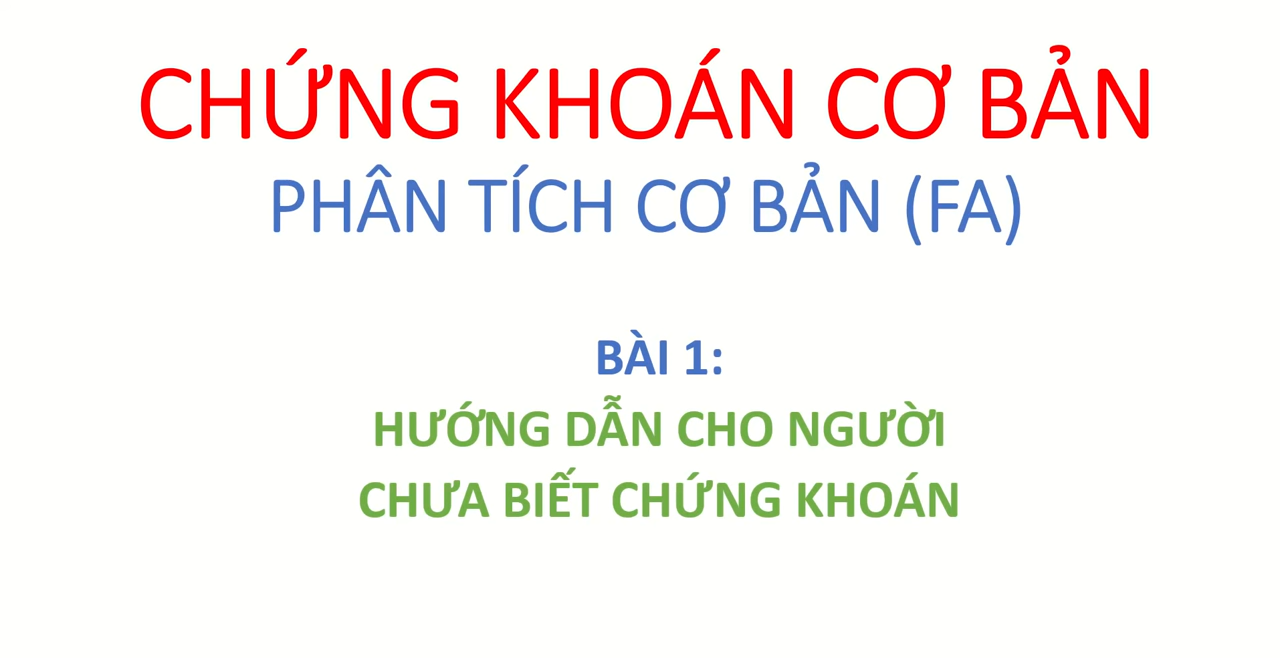 CHỨNG KHOÁN CƠ BẢN
PHÂN TÍCH CƠ BẢN (FA)
BÀI 1:
HƯỚNG DẪN CHO NGƯỜI
CHƯA BIẾT CHỨNG KHOÁN